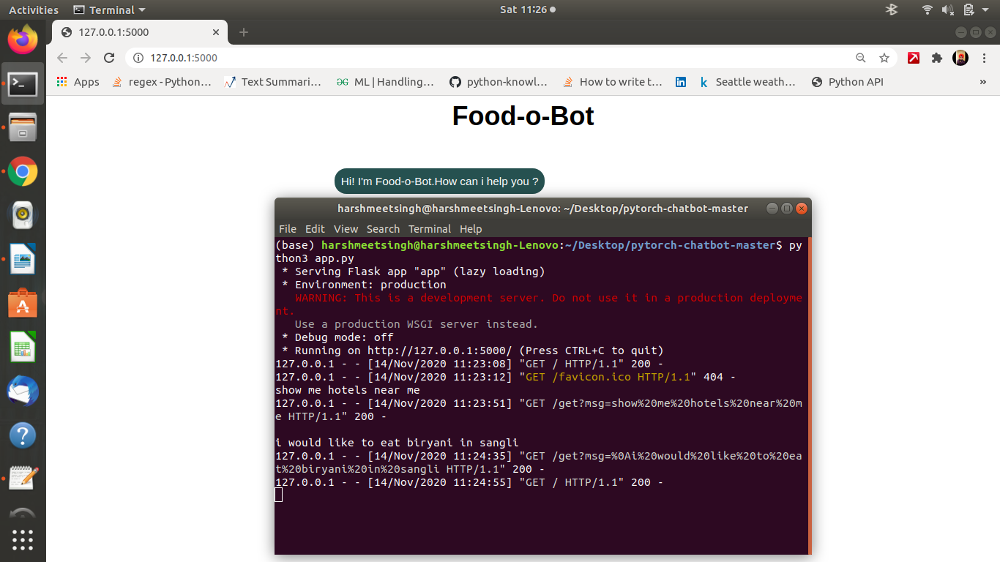 Activities Terminal Sat 11:26
127.0.0.1:5000
127.0.0.1:5000
Apps regex - Python… Text Summari… ML | Handling… python-knowl… How to write t… Seattle weath… Python API »
Food-o-Bot
Hi! I'm Food-o-Bot.How can i help you ?
harshmeetsingh@harshmeetsingh-Lenovo: ~/Desktop/pytorch-chatbot-master
File Edit View Search Terminal Help
(base) harshmeetsingh@harshmeetsingh-Lenovo:~/Desktop/pytorch-chatbot-master$ py
thon3 app.py
* Serving Flask app "app" (lazy loading)
* Environment: production
WARNING: This is a development server. Do not use it in a production deployme
nt.
Use a production WSGI server instead.
* Debug mode: off
* Running on http://127.0.0.1:5000/ (Press CTRL+C to quit)
127.0.0.1 - - [14/Nov/2020 11:23:08] "GET / HTTP/1.1" 200 -
127.0.0.1 - - [14/Nov/2020 11:23:12] "GET /favicon.ico HTTP/1.1" 404 -
show me hotels near me
127.0.0.1 - - [14/Nov/2020 11:23:51] "GET /get?msg=show%20me%20hotels%20near%20m
e HTTP/1.1" 200 -
i would like to eat biryani in sangli
127.0.0.1 - - [14/Nov/2020 11:24:35] "GET /get?msg=%0Ai%20would%20like%20to%20ea
t%20biryani%20in%20sangli HTTP/1.1" 200 -
127.0.0.1 - - [14/Nov/2020 11:24:55] "GET / HTTP/1.1" 200 -